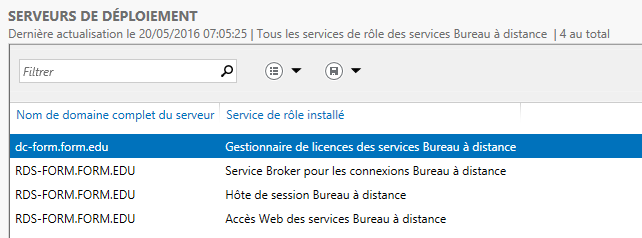 SERVEURS DE DÉPLOIEMENT
Dernière actualisation le 20/05/2016 07:05:25 | Tous les services de rôle des services Bureau à distance | 4 au total
Filtrer
Nom de domaine complet du serveur Service de rôle installé
dc-form.form.edu Gestionnaire de licences des services Bureau à distance
RDS-FORM.FORM.EDU Service Broker pour les connexions Bureau à distance
RDS-FORM.FORM.EDU Hôte de session Bureau à distance
RDS-FORM.FORM.EDU Accès Web des services Bureau à distance